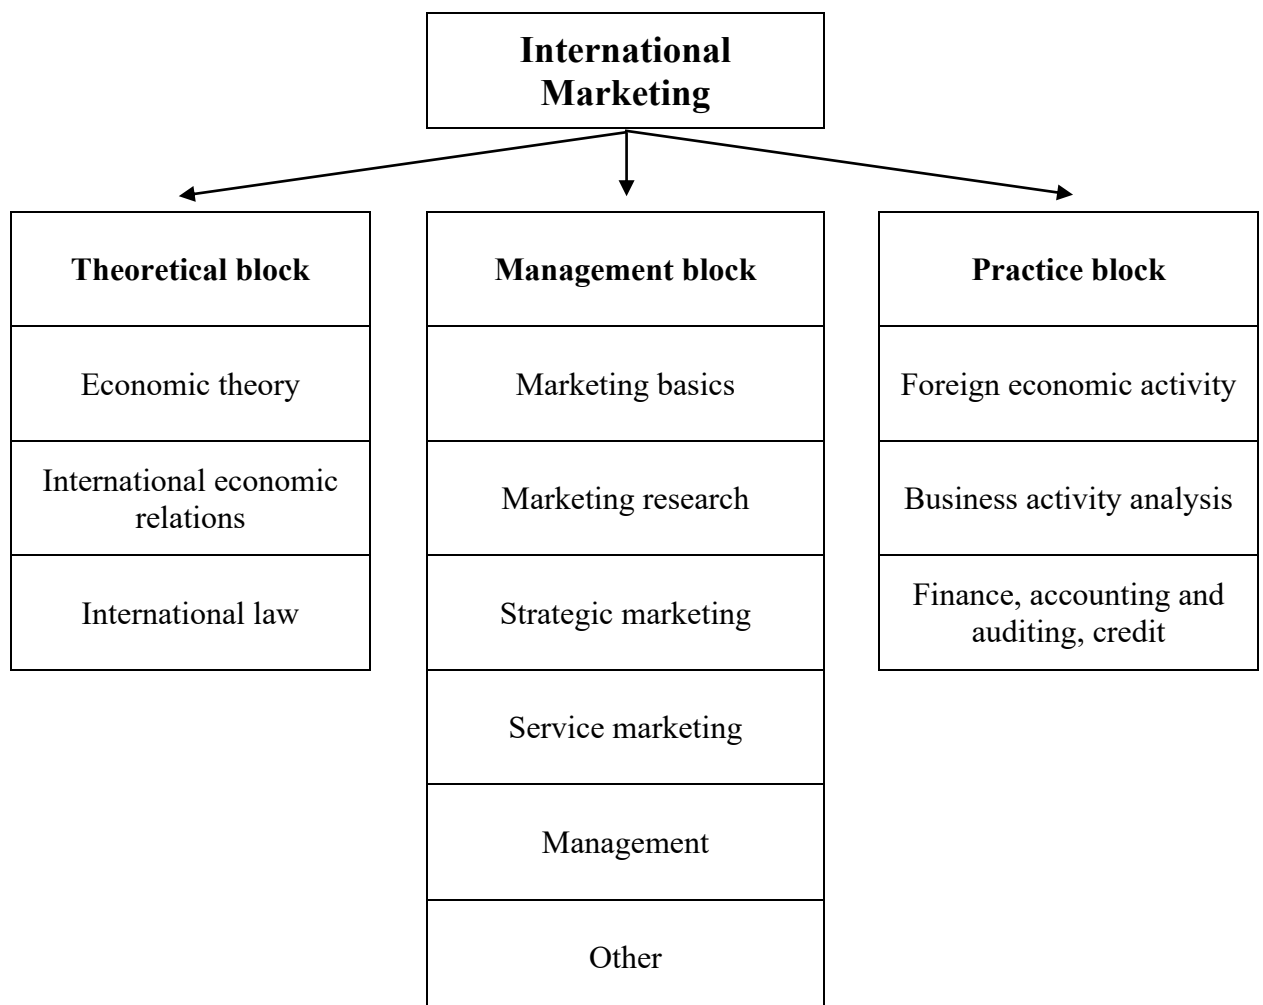 International
Marketing
Theoretical block
Economic theory
International economic
relations
International law
Management block
Marketing basics
Marketing research
Strategic marketing
Service marketing
Management
Other
Practice block
Foreign economic activity
Business activity analysis
Finance, accounting and
auditing, credit